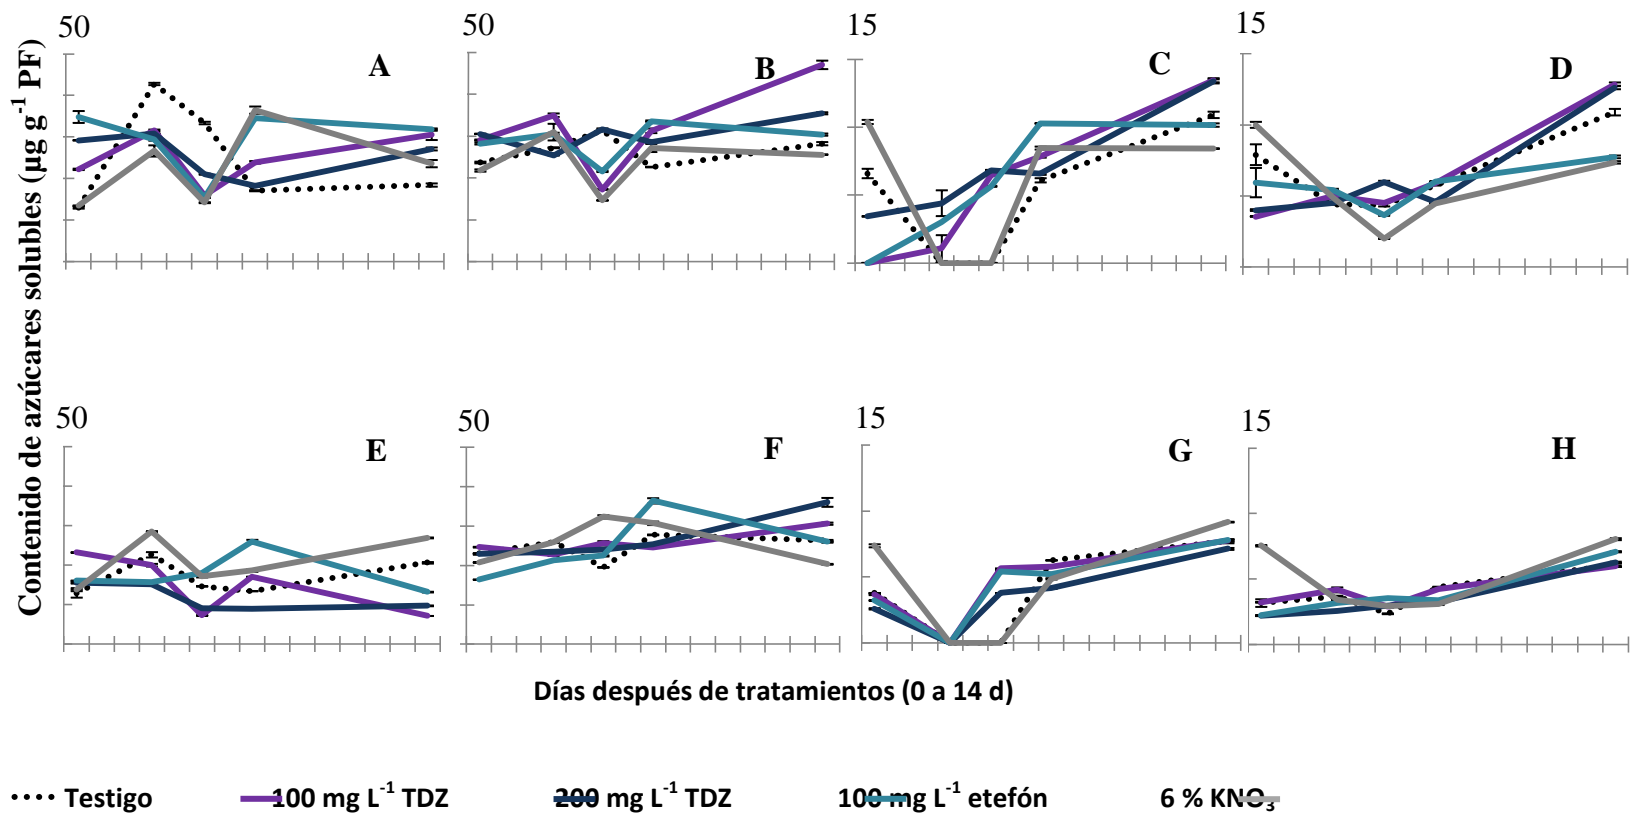 50 50 15 15
A B C D
Contenido de azúcares solubles (µg g⁻¹ PF)
50 50 15 15
E F G H
Días después de tratamientos (0 a 14 d)
Testigo 100 mg L⁻¹ TDZ 200 mg L⁻¹ TDZ 100 mg L⁻¹ etefón 6 % KNO₃